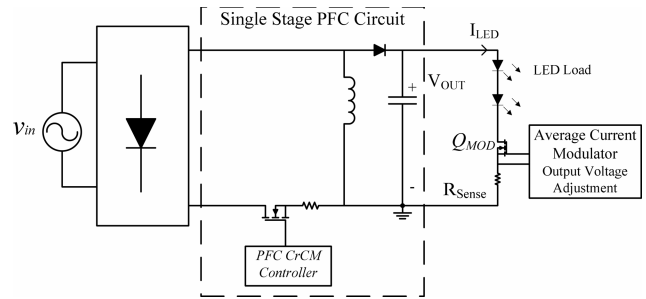 Single Stage PFC Circuit
I_LED
LED Load
V_OUT
+
-
v_in
Q_MOD
R_Sense
Average Current
Modulator
Output Voltage
Adjustment
PFC CrCM
Controller